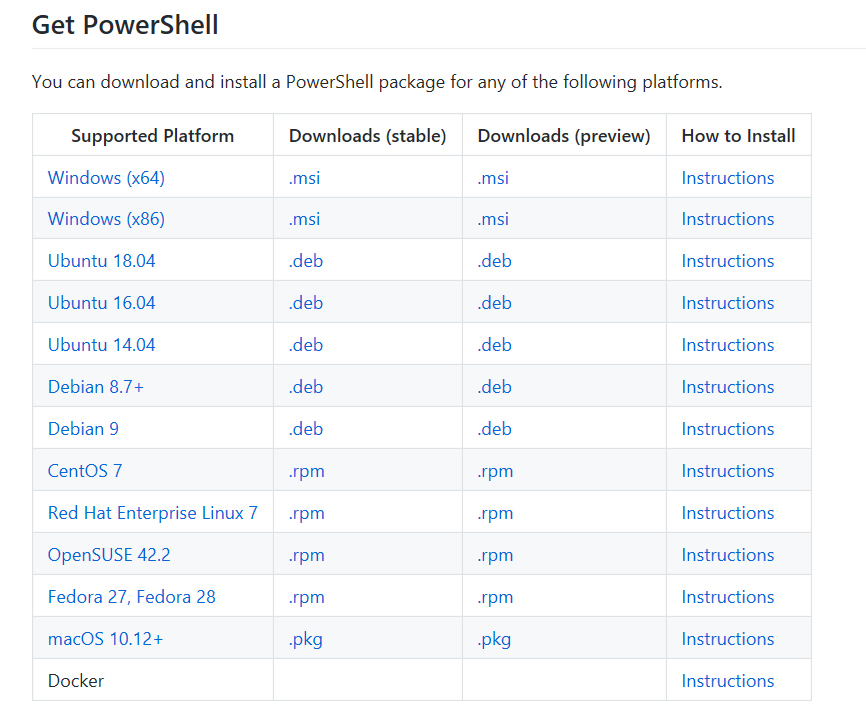 Get PowerShell
You can download and install a PowerShell package for any of the following platforms.
Supported Platform Downloads (stable) Downloads (preview) How to Install
Windows (x64) .msi .msi Instructions
Windows (x86) .msi .msi Instructions
Ubuntu 18.04 .deb .deb Instructions
Ubuntu 16.04 .deb .deb Instructions
Ubuntu 14.04 .deb .deb Instructions
Debian 8.7+ .deb .deb Instructions
Debian 9 .deb .deb Instructions
CentOS 7 .rpm .rpm Instructions
Red Hat Enterprise Linux 7 .rpm .rpm Instructions
OpenSUSE 42.2 .rpm .rpm Instructions
Fedora 27, Fedora 28 .rpm .rpm Instructions
macOS 10.12+ .pkg .pkg Instructions
Docker Instructions